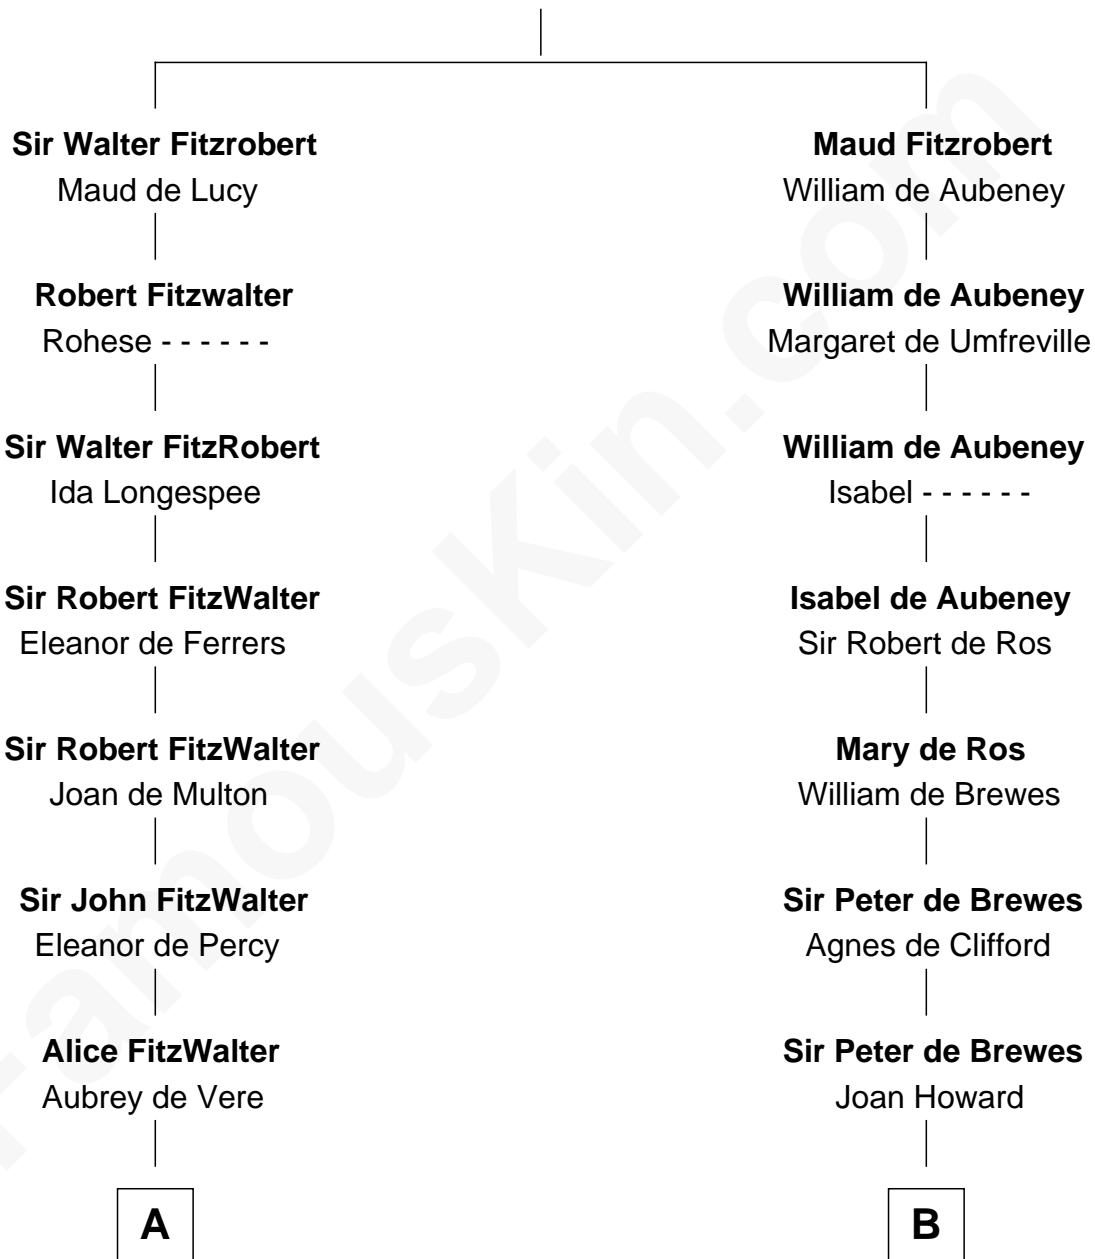 Sir Walter Fitzrobert
Maud de Lucy
Robert Fitzwalter
Rohese - - - - - -
Sir Walter FitzRobert
Ida Longespee
Sir Robert FitzWalter
Eleanor de Ferrers
Sir Robert FitzWalter
Joan de Multon
Sir John FitzWalter
Eleanor de Percy
Alice FitzWalter
Aubrey de Vere
A
Maud Fitzrobert
William de Aubeney
William de Aubeney
Margaret de Umfreville
William de Aubeney
Isabel - - - - - -
Isabel de Aubeney
Sir Robert de Ros
Mary de Ros
William de Brewes
Sir Peter de Brewes
Agnes de Clifford
Sir Peter de Brewes
Joan Howard
B
FamousKin.com